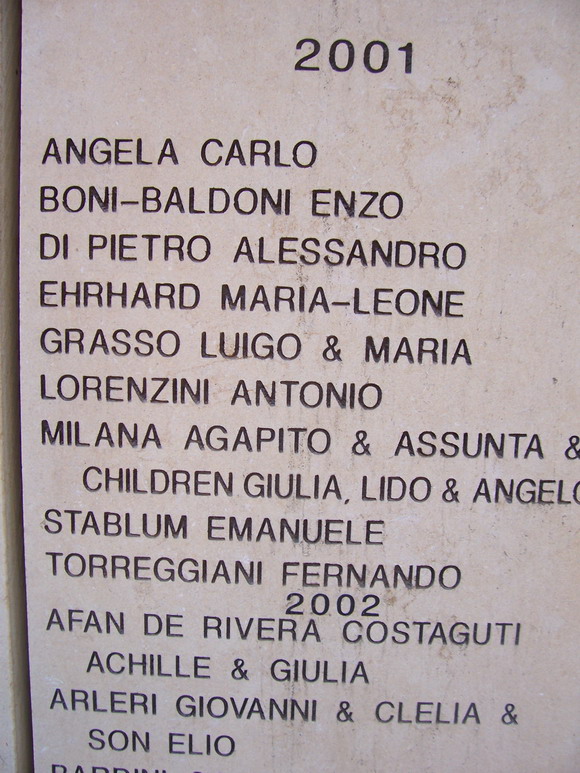 2001
ANGELA CARLO
BONI-BALDONI ENZO
DI PIETRO ALESSANDRO
EHRHARD MARIA-LEONE
GRASSO LUIGO & MARIA
LORENZINI ANTONIO
MILANA AGAPITO & ASSUNTA &
CHILDREN GIULIA, LIDO & ANGELO
STABLUM EMANUELE
TORREGGIANI FERNANDO
2002
AFAN DE RIVERA COSTAGUTI
ACHILLE & GIULIA
ARLERI GIOVANNI & CLELIA &
SON ELIO